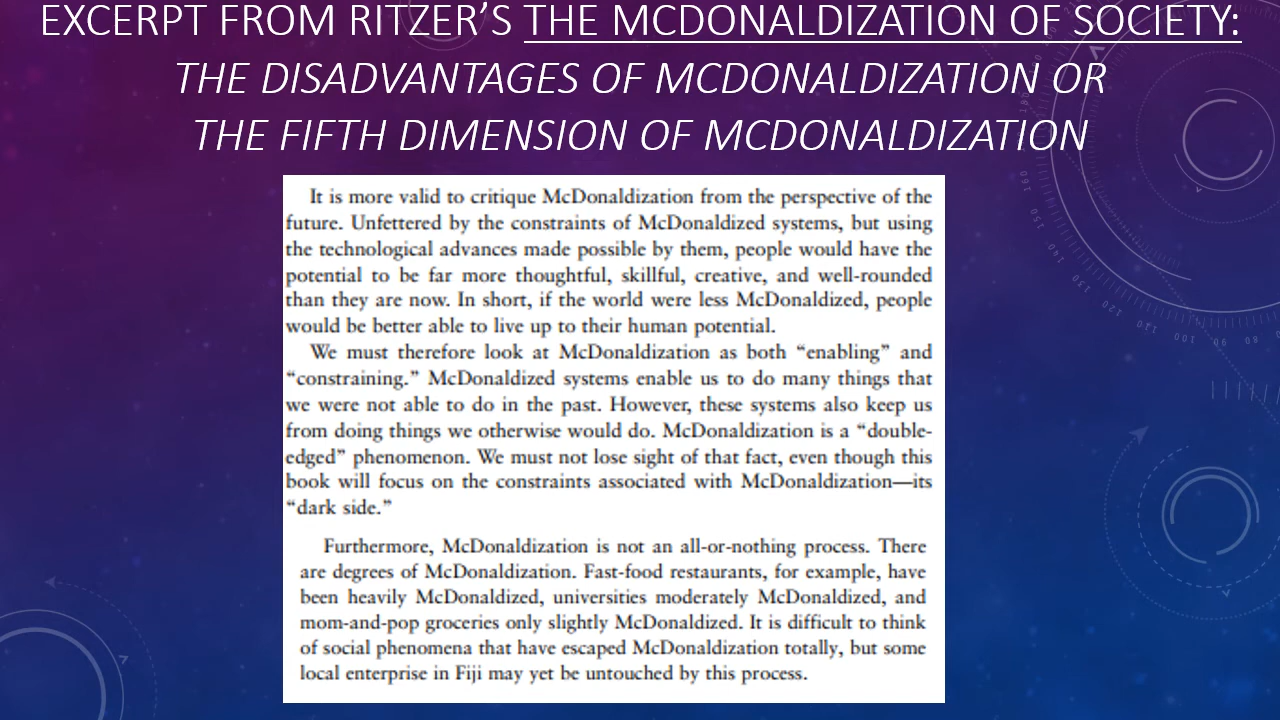 EXCERPT FROM RITZER’S THE MCDONALDIZATION OF SOCIETY:
THE DISADVANTAGES OF MCDONALDIZATION OR
THE FIFTH DIMENSION OF MCDONALDIZATION
It is more valid to critique McDonaldization from the perspective of the
future. Unfettered by the constraints of McDonaldized systems, but using
the technological advances made possible by them, people would have the
potential to be far more thoughtful, skillful, creative, and well-rounded
than they are now. In short, if the world were less McDonaldized, people
would be better able to live up to their human potential.
We must therefore look at McDonaldization as both “enabling” and
“constraining.” McDonaldized systems enable us to do many things that
we were not able to do in the past. However, these systems also keep us
from doing things we otherwise would do. McDonaldization is a “double-
edged” phenomenon. We must not lose sight of that fact, even though this
book will focus on the constraints associated with McDonaldization—its
“dark side.”
Furthermore, McDonaldization is not an all-or-nothing process. There
are degrees of McDonaldization. Fast-food restaurants, for example, have
been heavily McDonaldized, universities moderately McDonaldized, and
mom-and-pop groceries only slightly McDonaldized. It is difficult to think
of social phenomena that have escaped McDonaldization totally, but some
local enterprise in Fiji may yet be untouched by this process.
160
150
140
130
120
110
100
90
80